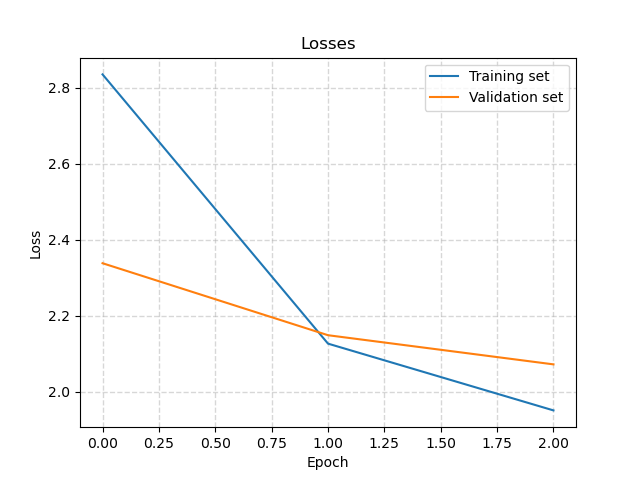 Losses
Training set
Validation set
2.8
2.6
2.4
2.2
2.0
Loss
0.00 0.25 0.50 0.75 1.00 1.25 1.50 1.75 2.00
Epoch